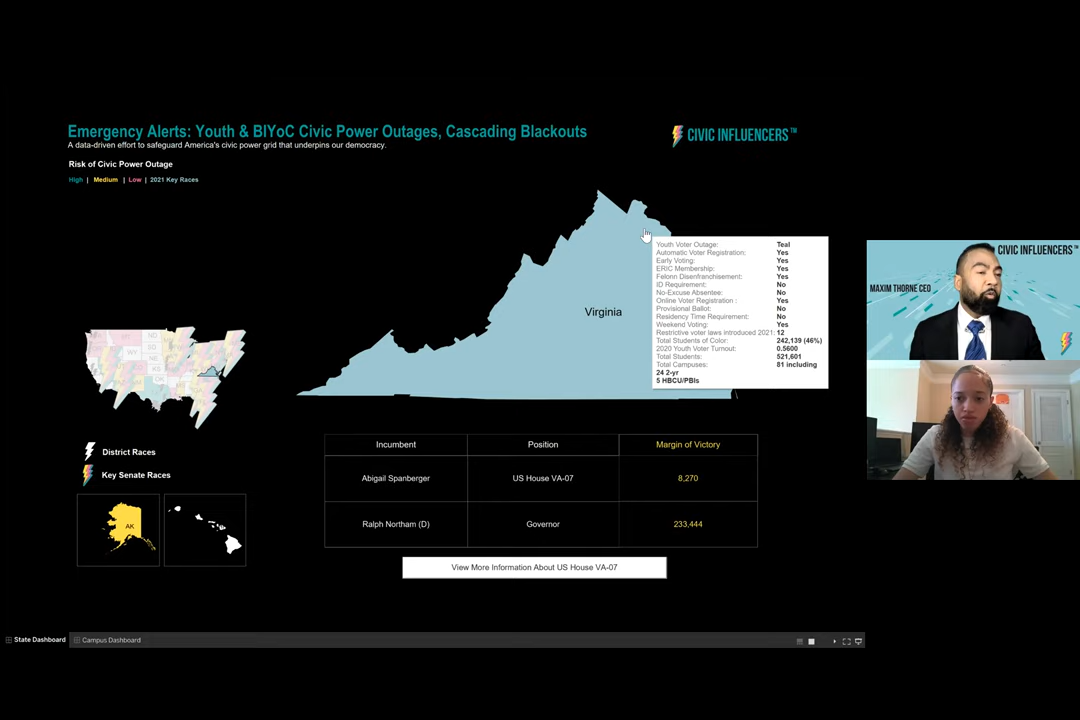 Emergency Alerts: Youth & BIYoC Civic Power Outages, Cascading Blackouts
A data-driven effort to safeguard America's civic power grid that underpins our democracy.
CIVIC INFLUENCERS™
Risk of Civic Power Outage
High | Medium | Low | 2021 Key Races
Virginia
Youth Voter Outage: Teal
Automatic Voter Registration: Yes
Early Voting: Yes
ERIC Membership: Yes
Felonn Disenfranchisement: Yes
ID Requirement: No
No-Excuse Absentee: No
Online Voter Registration : Yes
Provisional Ballot: No
Residency Time Requirement: No
Weekend Voting: Yes
Restrictive voter laws introduced 2021: 12
Total Students of Color: 242,139 (46%)
2020 Youth Voter Turnout: 0.5600
Total Students: 521,601
Total Campuses: 81 including
24 2-yr
5 HBCU/PBIs
CIVIC INFLUENCERS™
MAXIM THORNE CEO
ND
SD
WY
NE
KS
OK
District Races
Key Senate Races
AK
Incumbent Position Margin of Victory
Abigail Spanberger US House VA-07 8,270
Ralph Northam (D) Governor 233,444
View More Information About US House VA-07
State Dashboard Campus Dashboard